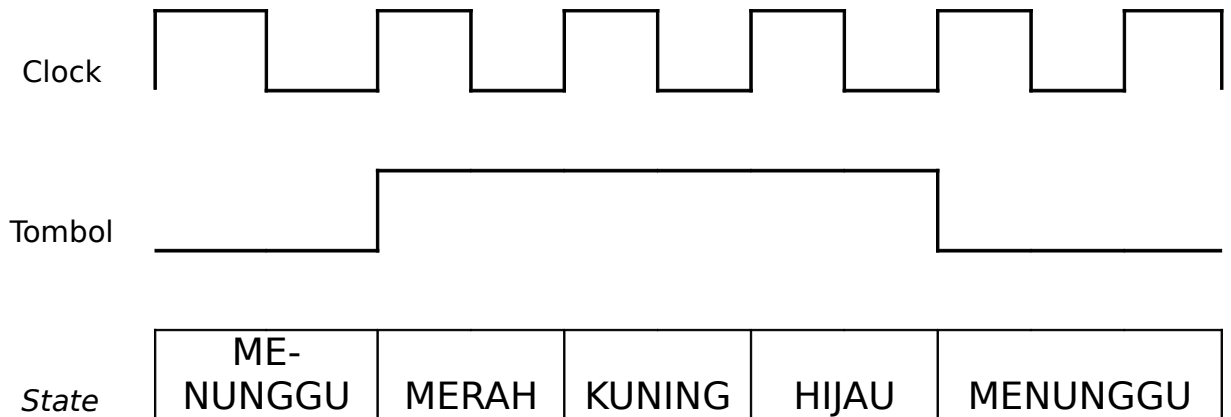 Clock
Tombol
ME-
NUNGGU
State
MERAH
KUNING
HIJAU
MENUNGGU